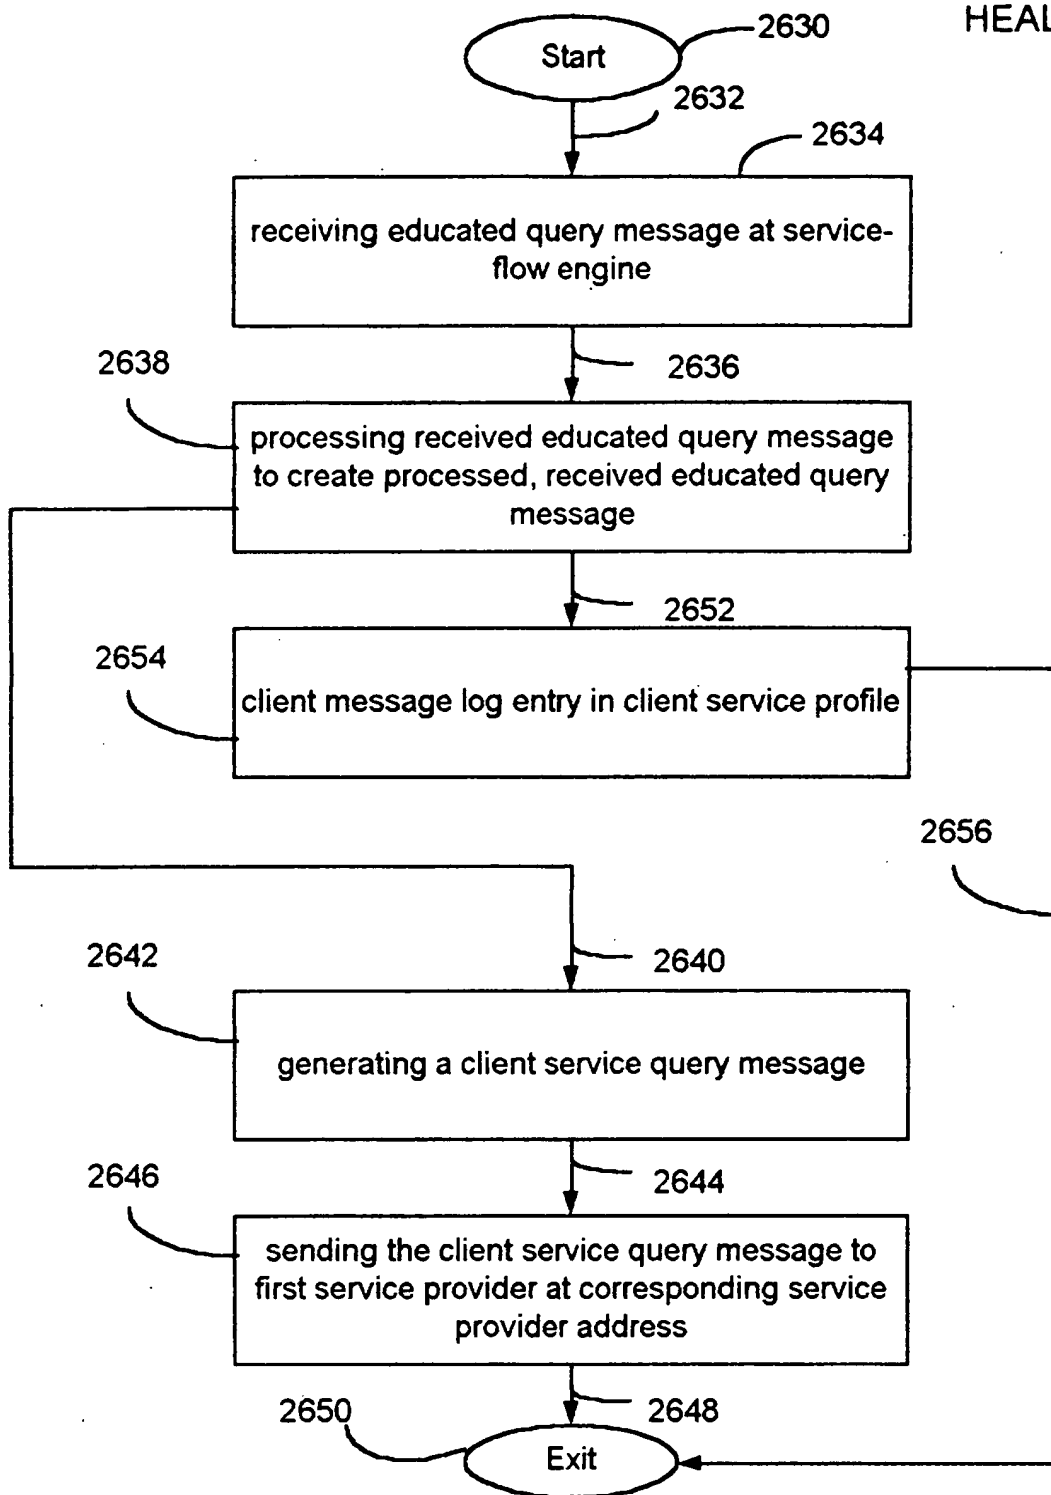 HEAL
Start
2630
2632
2634
receiving educated query message at service-
flow engine
2636
2638
processing received educated query message
to create processed, received educated query
message
2652
2654
client message log entry in client service profile
2656
2640
2642
generating a client service query message
2644
2646
sending the client service query message to
first service provider at corresponding service
provider address
2648
2650
Exit